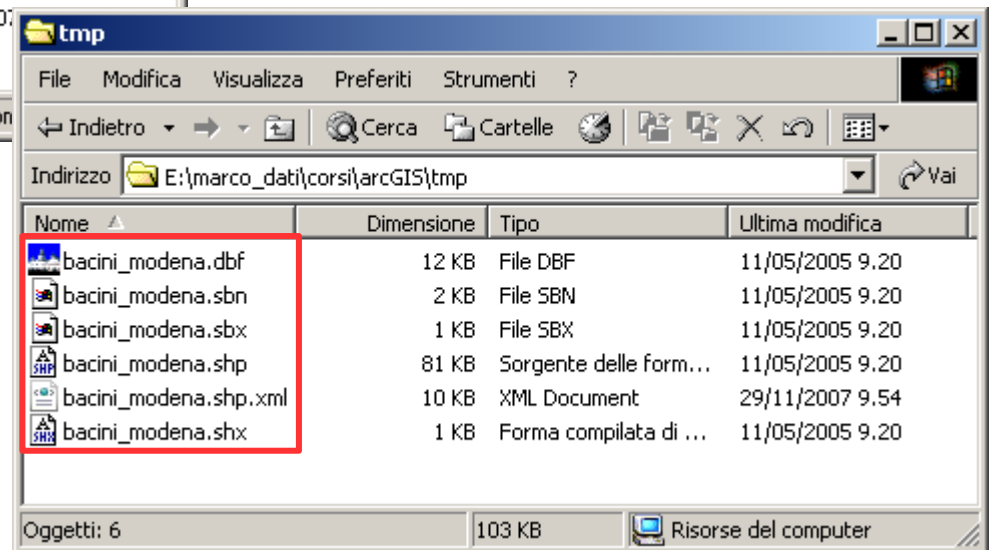 07
tmp
File Modifica Visualizza Preferiti Strumenti ?
on
Indietro Cerca Cartelle
Indirizzo E:\marco_dati\corsi\arcGIS\tmp Vai
Nome Dimensione Tipo Ultima modifica
bacini_modena.dbf 12 KB File DBF 11/05/2005 9.20
bacini_modena.sbn 2 KB File SBN 11/05/2005 9.20
bacini_modena.sbx 1 KB File SBX 11/05/2005 9.20
SHP bacini_modena.shp 81 KB Sorgente delle form... 11/05/2005 9.20
bacini_modena.shp.xml 10 KB XML Document 29/11/2007 9.54
SHX bacini_modena.shx 1 KB Forma compilata di ... 11/05/2005 9.20
Oggetti: 6 103 KB Risorse del computer